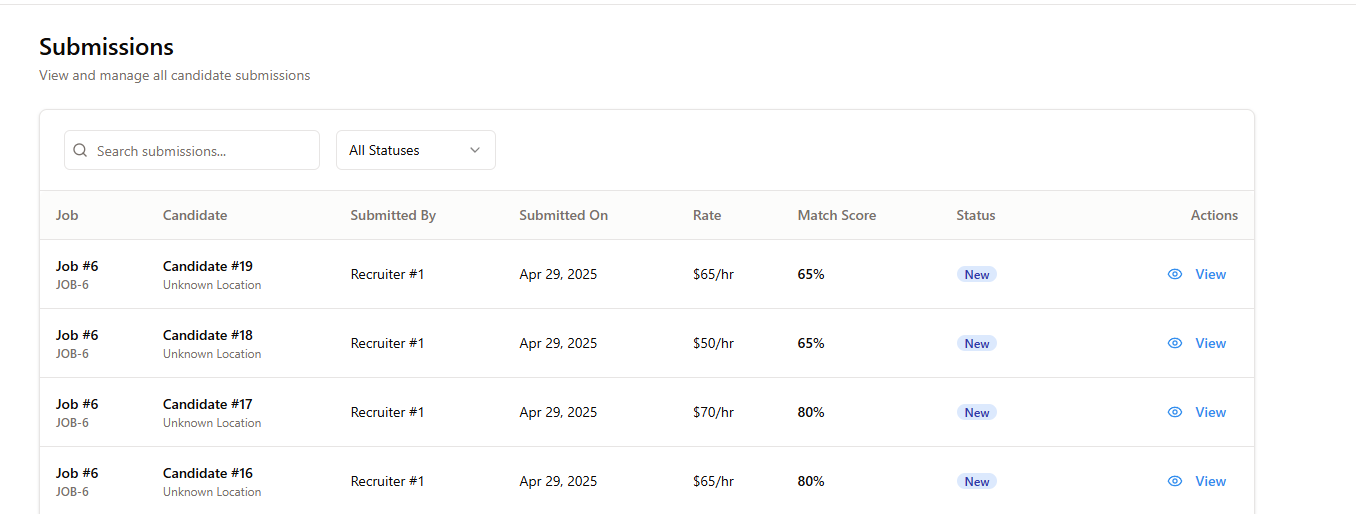 Submissions
View and manage all candidate submissions
Search submissions...
All Statuses
Job Candidate Submitted By Submitted On Rate Match Score Status Actions
Job #6 Candidate #19 Recruiter #1 Apr 29, 2025 $65/hr 65% New View
JOB-6 Unknown Location
Job #6 Candidate #18 Recruiter #1 Apr 29, 2025 $50/hr 65% New View
JOB-6 Unknown Location
Job #6 Candidate #17 Recruiter #1 Apr 29, 2025 $70/hr 80% New View
JOB-6 Unknown Location
Job #6 Candidate #16 Recruiter #1 Apr 29, 2025 $65/hr 80% New View
JOB-6 Unknown Location